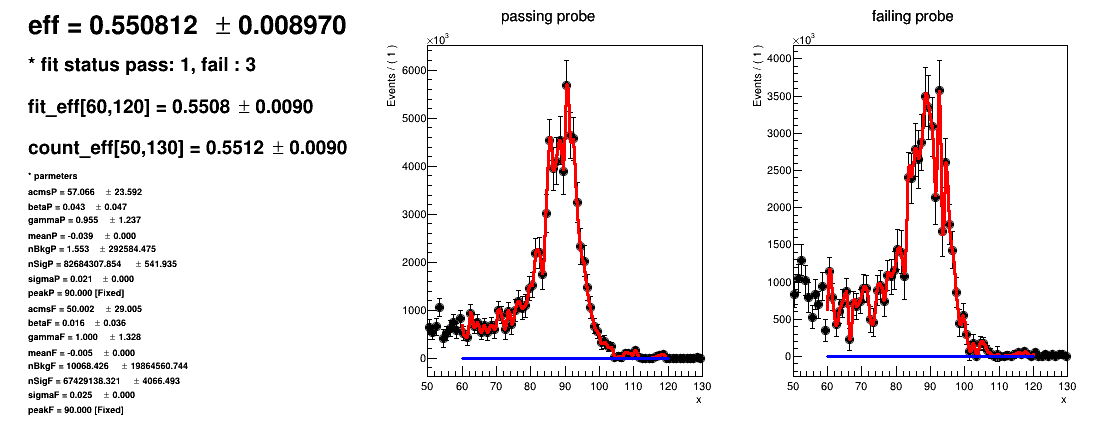 eff = 0.550812 ± 0.008970
* fit status pass: 1, fail : 3
fit_eff[60,120] = 0.5508 ± 0.0090
count_eff[50,130] = 0.5512 ± 0.0090
* parmeters
acmsP = 57.066 ± 23.592
betaP = 0.043 ± 0.047
gammaP = 0.955 ± 1.237
meanP = -0.039 ± 0.000
nBkgP = 1.553 ± 292584.475
nSigP = 82684307.854 ± 541.935
sigmaP = 0.021 ± 0.000
peakP = 90.000 [Fixed]
acmsF = 50.002 ± 29.005
betaF = 0.016 ± 0.036
gammaF = 1.000 ± 1.328
meanF = -0.005 ± 0.000
nBkgF = 10068.426 ± 19864560.744
nSigF = 67429138.321 ± 4066.493
sigmaF = 0.025 ± 0.000
peakF = 90.000 [Fixed]
passing probe
×10³
Events / ( 1 )
6000
5000
4000
3000
2000
1000
0
50 60 70 80 90 100 110 120 130
x
failing probe
×10³
Events / ( 1 )
4000
3500
3000
2500
2000
1500
1000
500
0
50 60 70 80 90 100 110 120 130
x